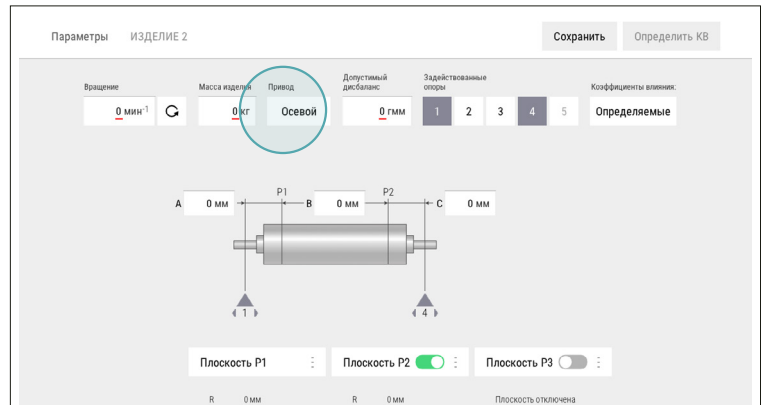 Параметры ИЗДЕЛИЕ 2 Сохранить Определить КВ
Вращение Масса изделия Привод Допустимый дисбаланс Задействованные опоры Коэффициенты влияния:
0 мин-1 0 кг Осевой 0 гмм 1 2 3 4 5 Определяемые
P1 P2
A 0 мм B 0 мм C 0 мм
1 4
Плоскость P1 Плоскость P2 Плоскость P3
R 0 мм R 0 мм Плоскость отключена